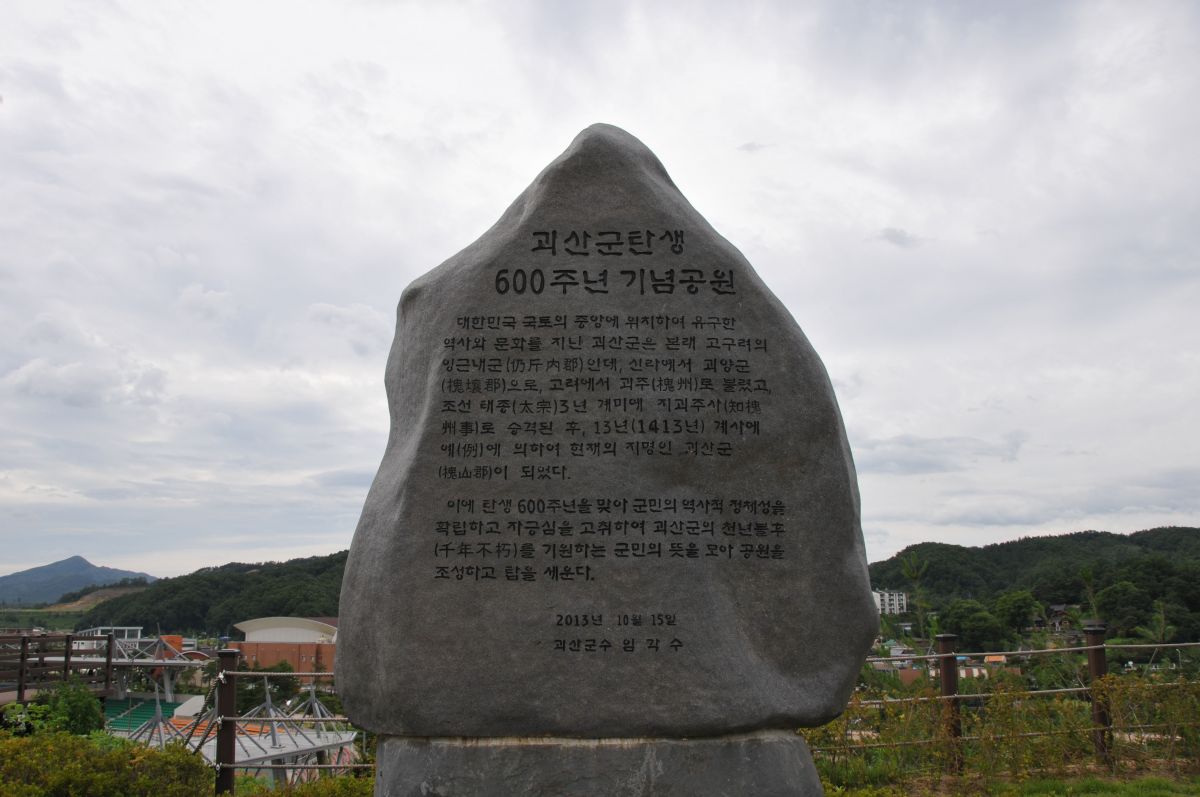 괴산군탄생
600주년 기념공원
대한민국 국토의 중앙에 위치하여 유구한
역사와 문화를 지닌 괴산군은 본래 고구려의
잉근내군(仍斤内郡)인데, 신라에서 괴양군
(槐壤郡)으로, 고려에서 괴주(槐州)로 불렸고,
조선 태종(太宗)3년 계미에 지괴주사(知槐
州事)로 승격된 후, 13년(1413년) 계사에
예(例)에 의하여 현재의 지명인 괴산군
(槐山郡)이 되었다.
이에 탄생 600주년을 맞아 군민의 역사적 정체성을
확립하고 자긍심을 고취하여 괴산군의 천년불후
(千年不朽)를 기원하는 군민의 뜻을 모아 공원을
조성하고 탑을 세운다.
2013년 10월 15일
괴산군수 임각수